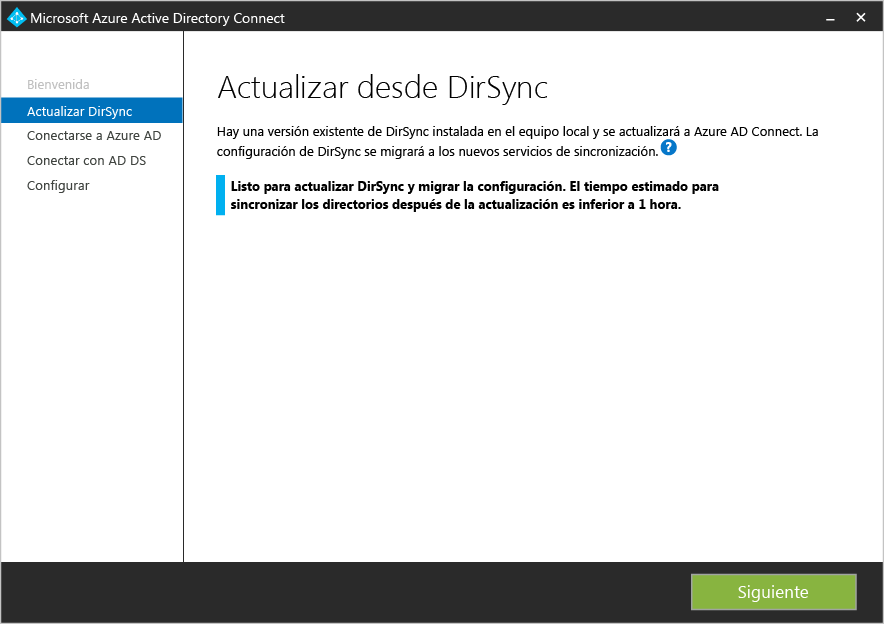 Microsoft Azure Active Directory Connect
Bienvenida
Actualizar DirSync
Conectarse a Azure AD
Conectar con AD DS
Configurar
Actualizar desde DirSync
Hay una versión existente de DirSync instalada en el equipo local y se actualizará a Azure AD Connect. La
configuración de DirSync se migrará a los nuevos servicios de sincronización. ?
Listo para actualizar DirSync y migrar la configuración. El tiempo estimado para
sincronizar los directorios después de la actualización es inferior a 1 hora.
Siguiente